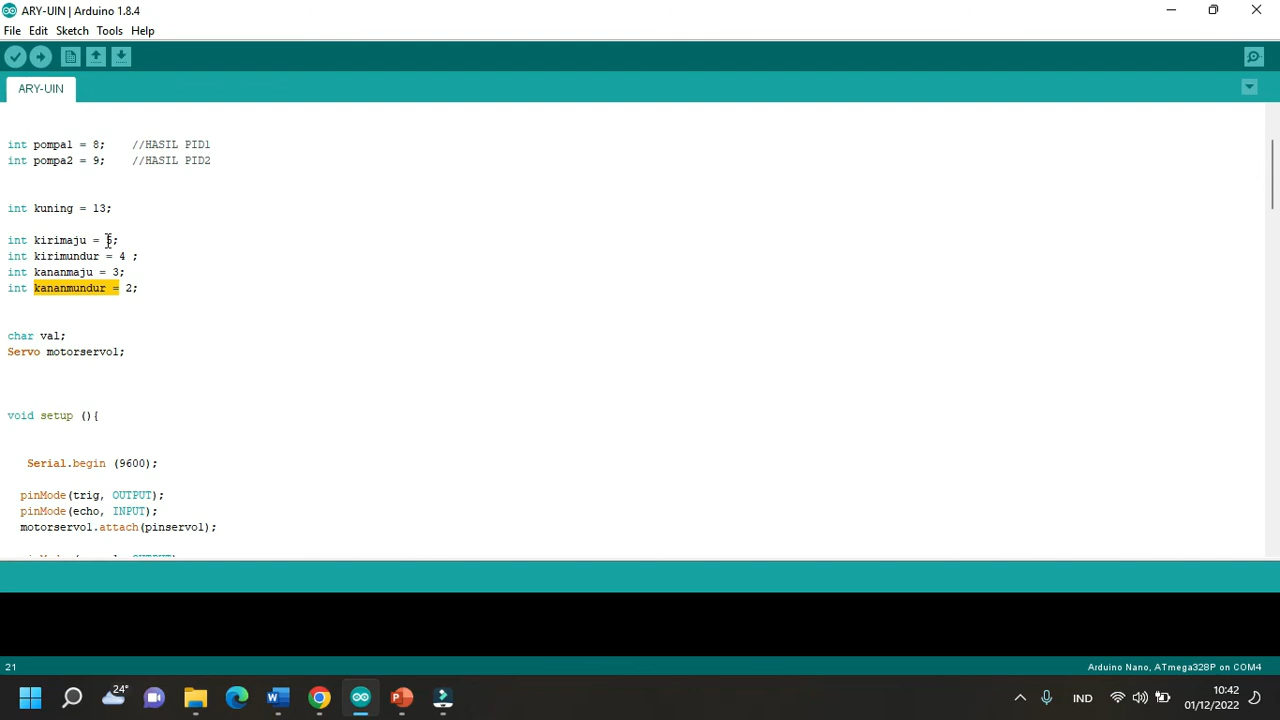 ARY-UIN | Arduino 1.8.4
File Edit Sketch Tools Help
ARY-UIN
int pompa1 = 8; //HASIL PID1
int pompa2 = 9; //HASIL PID2
int kuning = 13;
int kirimaju = 5;
int kirimundur = 4 ;
int kananmaju = 3;
int kananmundur = 2;
char val;
Servo motorservo1;
void setup (){
Serial.begin (9600);
pinMode(trig, OUTPUT);
pinMode(echo, INPUT);
motorservo1.attach(pinservo1);
21
Arduino Nano, ATmega328P on COM4
24°
IND
10:42
01/12/2022